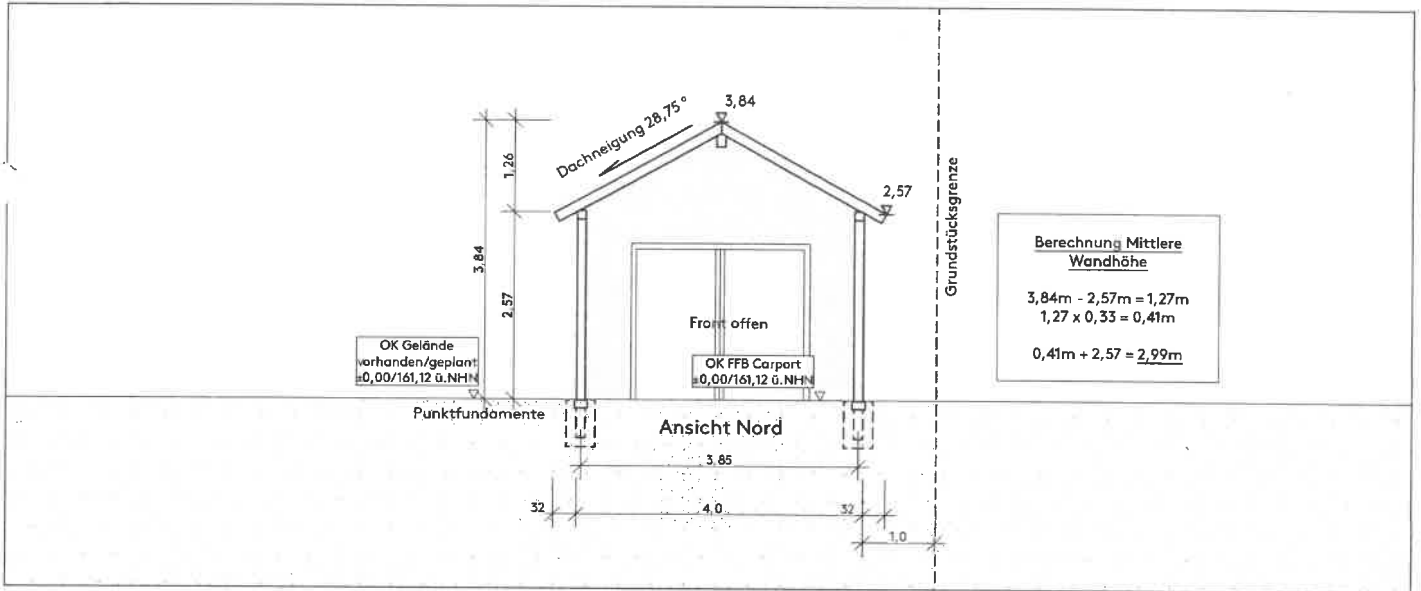 3,84
Dachneigung 28,75°
1,26
2,57
3,84
2,57
Grundstücksgrenze
Berechnung Mittlere
Wandhöhe
3,84m - 2,57m = 1,27m
1,27 x 0,33 = 0,41m
0,41m + 2,57 = 2,99m
Front offen
OK Gelände
vorhanden/geplant
±0,00/161,12 ü.NHN
OK FFB Carport
±0,00/161,12 ü.NHN
Punktfundamente
Ansicht Nord
3,85
32
4,0
32
1,0